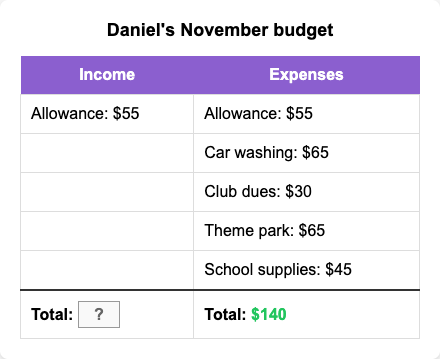 Daniel's November budget
Income Expenses
Allowance: $55 Allowance: $55
Car washing: $65
Club dues: $30
Theme park: $65
School supplies: $45
Total: ? Total: $140